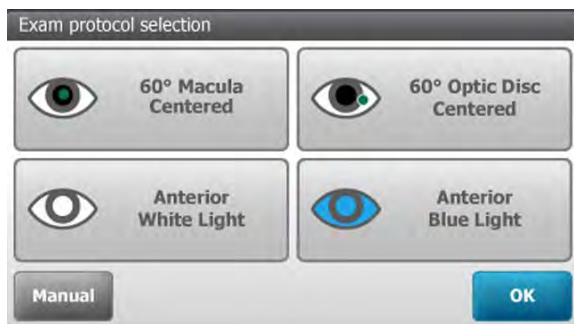 Exam protocol selection
60° Macula
Centered
60° Optic Disc
Centered
Anterior
White Light
Anterior
Blue Light
Manual
OK